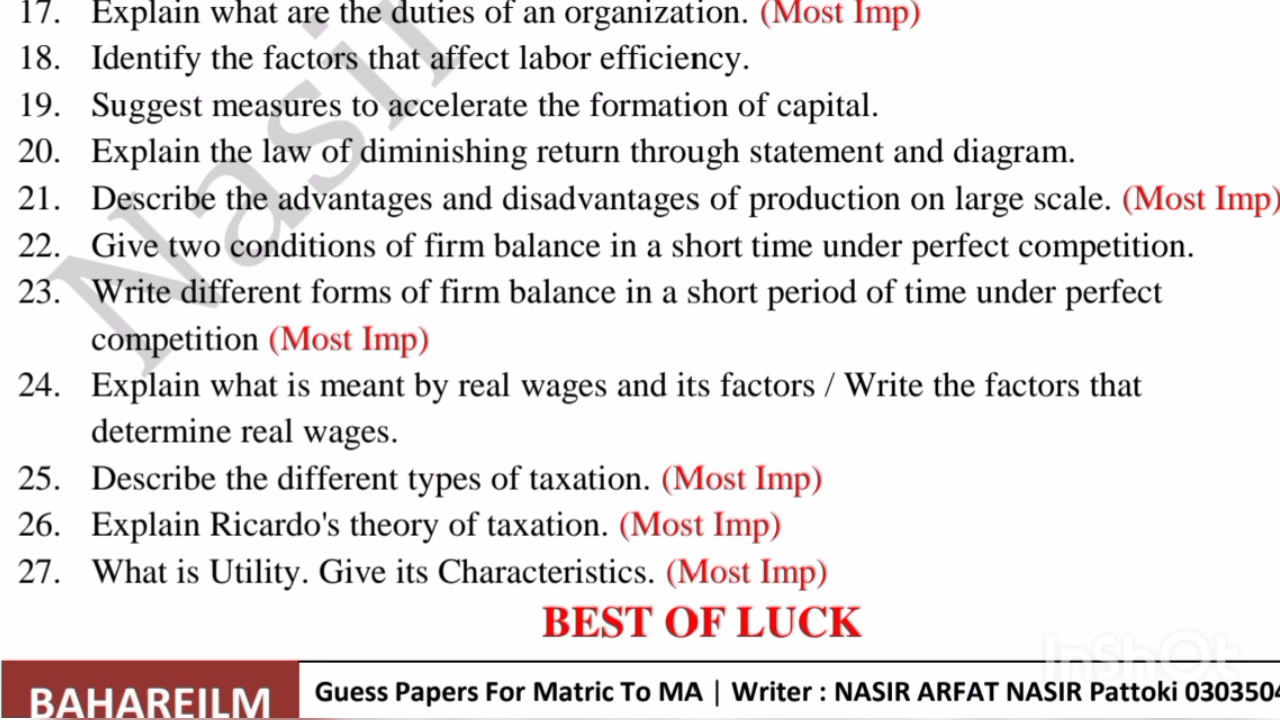 17. Explain what are the duties of an organization. (Most Imp)
18. Identify the factors that affect labor efficiency.
19. Suggest measures to accelerate the formation of capital.
20. Explain the law of diminishing return through statement and diagram.
21. Describe the advantages and disadvantages of production on large scale. (Most Imp)
22. Give two conditions of firm balance in a short time under perfect competition.
23. Write different forms of firm balance in a short period of time under perfect
competition (Most Imp)
24. Explain what is meant by real wages and its factors / Write the factors that
determine real wages.
25. Describe the different types of taxation. (Most Imp)
26. Explain Ricardo's theory of taxation. (Most Imp)
27. What is Utility. Give its Characteristics. (Most Imp)
BEST OF LUCK
InShOt
BAHAREILM
Guess Papers For Matric To MA | Writer : NASIR ARFAT NASIR Pattoki 0303504
Nasir